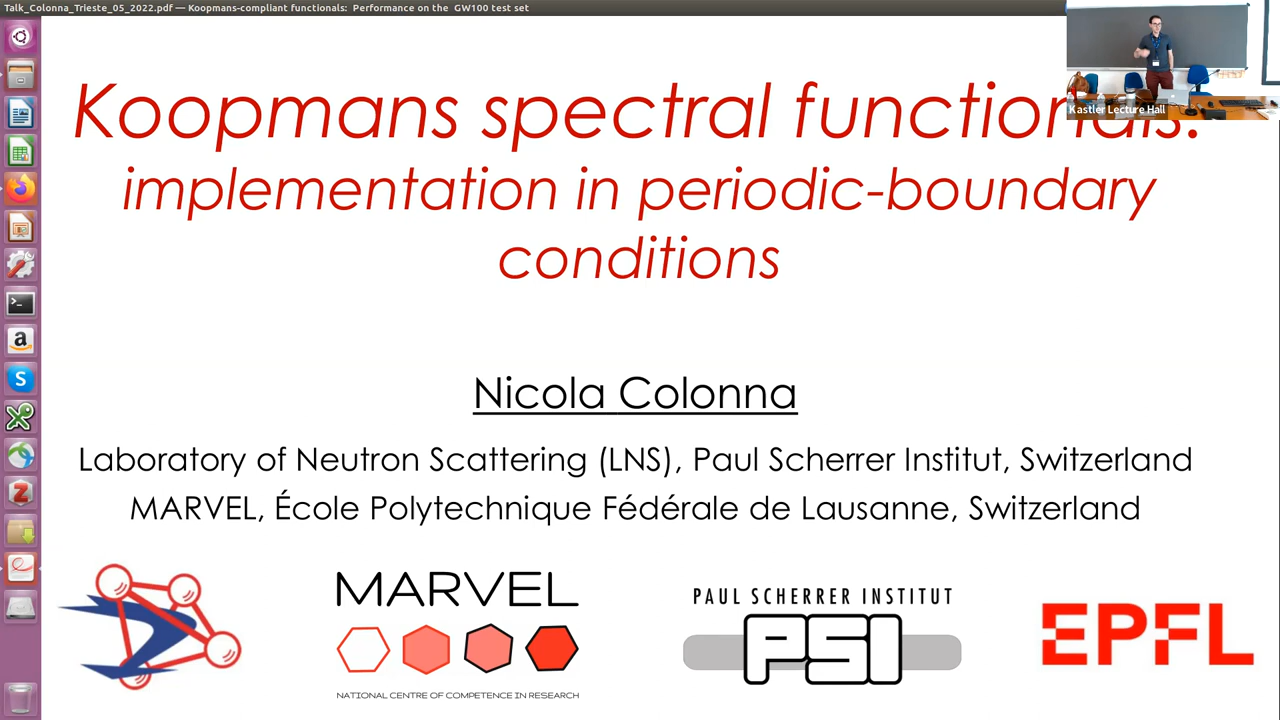 Talk_Colonna_Trieste_05_2022.pdf — Koopmans-compliant functionals: Performance on the GW100 test set
Kastler Lecture Hall
Koopmans spectral functionals:
implementation in periodic-boundary
conditions
Nicola Colonna
Laboratory of Neutron Scattering (LNS), Paul Scherrer Institut, Switzerland
MARVEL, École Polytechnique Fédérale de Lausanne, Switzerland
MARVEL
NATIONAL CENTRE OF COMPETENCE IN RESEARCH
PAUL SCHERRER INSTITUT
PSI
EPFL